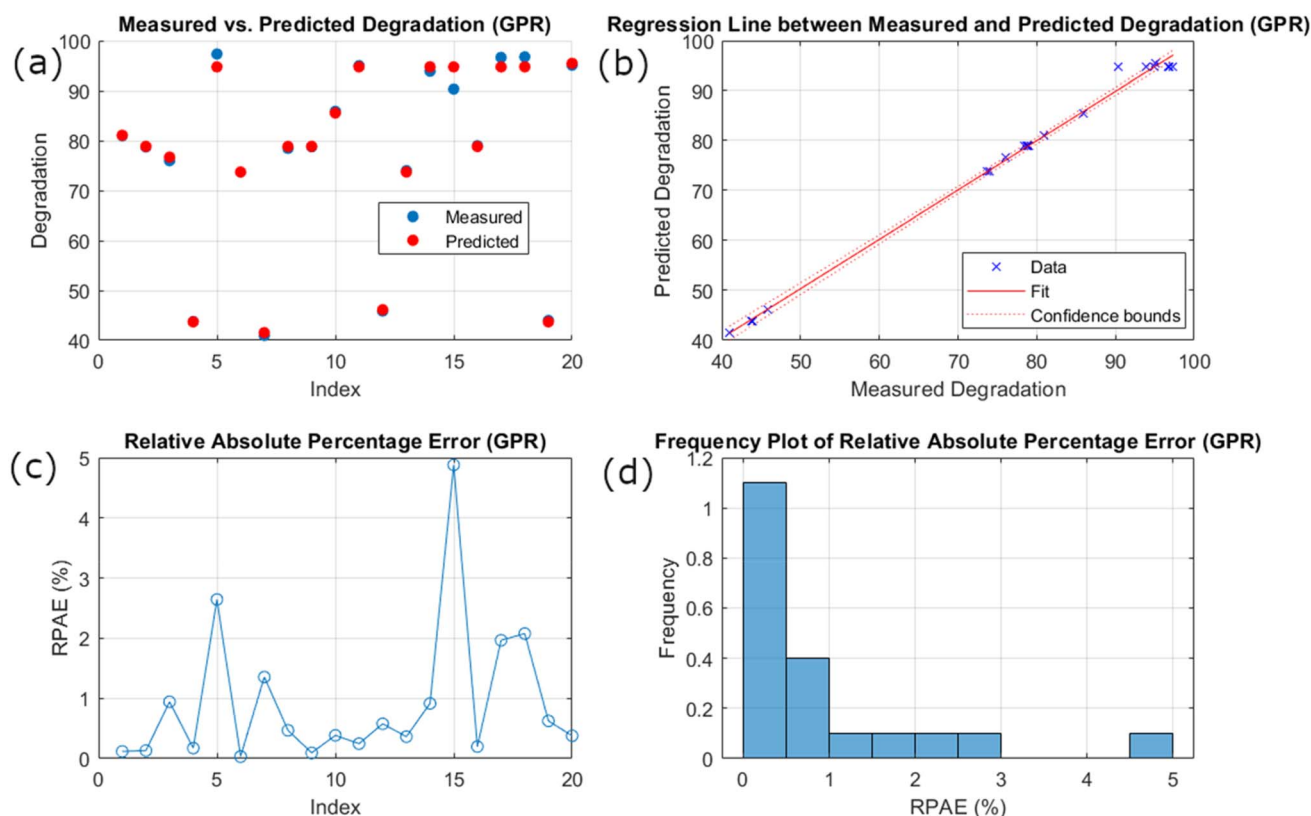 Measured vs. Predicted Degradation (GPR)
(a)
100
90
80
70
60
50
40
Degradation
Measured
Predicted
0 5 10 15 20
Index
Regression Line between Measured and Predicted Degradation (GPR)
(b)
100
90
80
70
60
50
40
Predicted Degradation
Data
Fit
Confidence bounds
40 50 60 70 80 90 100
Measured Degradation
Relative Absolute Percentage Error (GPR)
(c)
5
4
3
2
1
0
RPAE (%)
0 5 10 15 20
Index
Frequency Plot of Relative Absolute Percentage Error (GPR)
(d)
1.2
1
0.8
0.6
0.4
0.2
0
Frequency
0 1 2 3 4 5
RPAE (%)